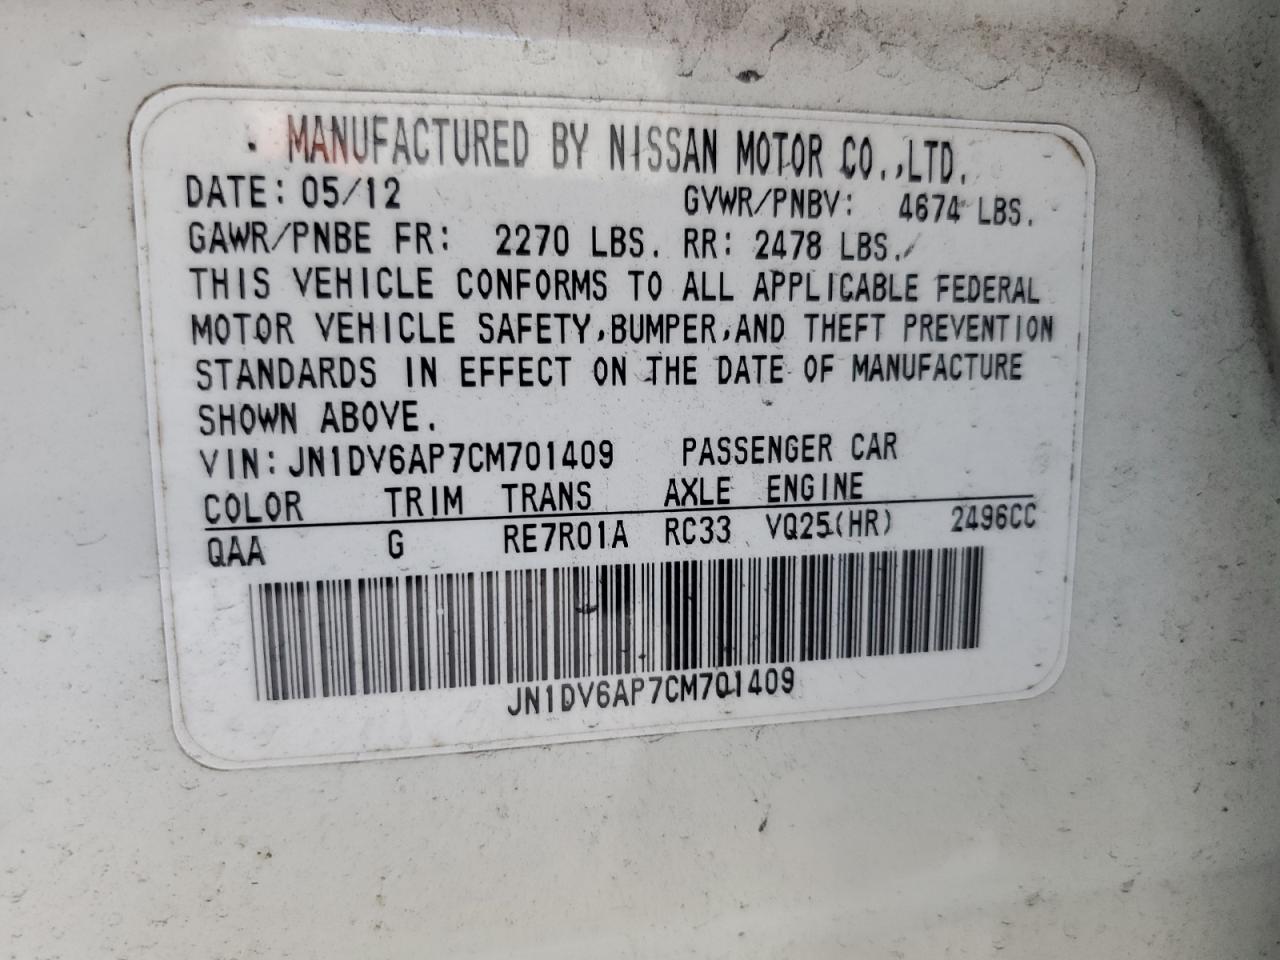 MANUFACTURED BY NISSAN MOTOR CO.,LTD.
DATE: 05/12 GVWR/PNBV: 4674 LBS.
GAWR/PNBE FR: 2270 LBS. RR: 2478 LBS.
THIS VEHICLE CONFORMS TO ALL APPLICABLE FEDERAL
MOTOR VEHICLE SAFETY,BUMPER,AND THEFT PREVENTION
STANDARDS IN EFFECT ON THE DATE OF MANUFACTURE
SHOWN ABOVE.
VIN: JN1DV6AP7CM701409 PASSENGER CAR
COLOR TRIM TRANS AXLE ENGINE
QAA G RE7R01A RC33 VQ25(HR) 2496CC
JN1DV6AP7CM701409